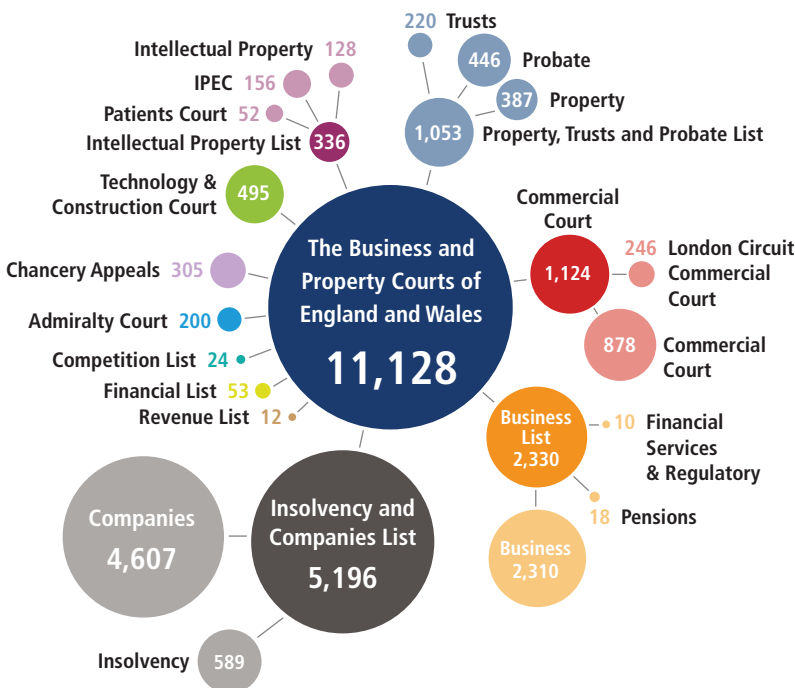 220 Trusts
Intellectual Property 128
446 Probate
IPEC 156
387 Property
Patients Court 52
1,053 Property, Trusts and Probate List
Intellectual Property List 336
Technology &
Construction Court
495
Commercial
Court
1,124
246 London Circuit
Commercial
Court
878
Commercial
Court
The Business and
Property Courts of
England and Wales
11,128
Chancery Appeals 305
Admiralty Court 200
Competition List 24
Financial List 53
Revenue List 12
Business
List
2,330
10 Financial
Services
& Regulatory
18 Pensions
Business
2,310
Insolvency and
Companies List
5,196
Companies
4,607
Insolvency 589